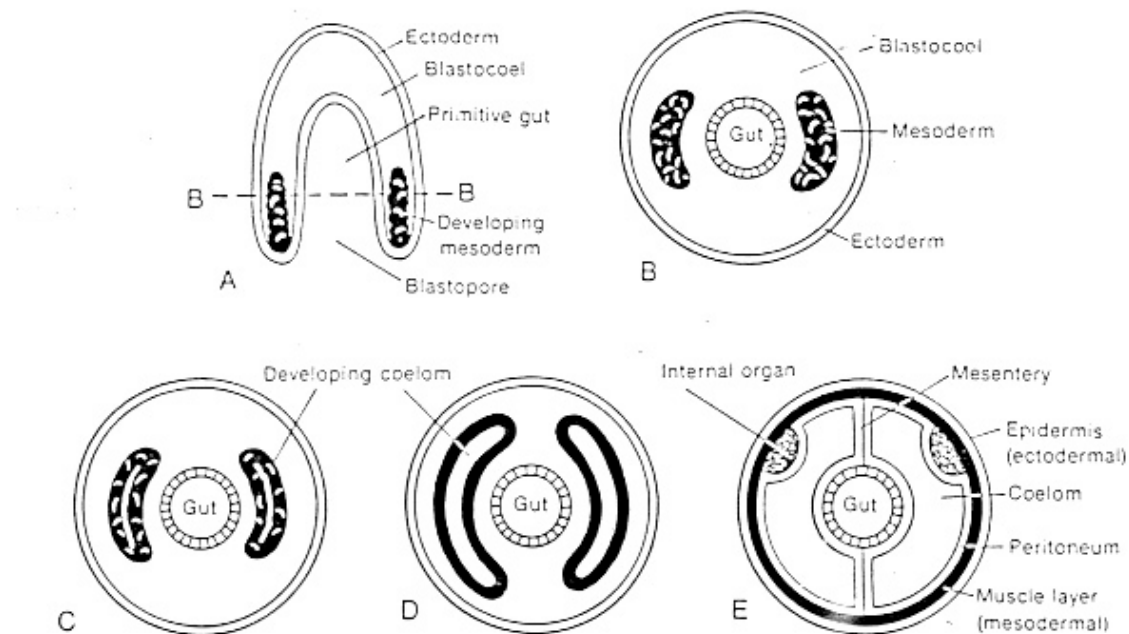 Ectoderm
Blastocoel
Primitive gut
B
B
Developing
mesoderm
Blastopore
A
Blastocoel
Gut
Mesoderm
Ectoderm
B
Developing coelom
Gut
C
Gut
D
Internal organ
Mesentery
Epidermis
(ectodermal)
Gut
Coelom
Peritoneum
Muscle layer
(mesodermal)
E